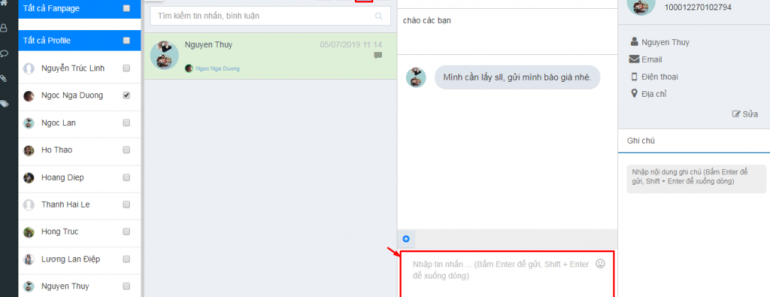 Tất cả Fanpage
Tất cả Profile
Nguyễn Trúc Linh
Ngọc Nga Duong
Ngoc Lan
Ho Thao
Hoang Diep
Thanh Hai Le
Hong Truc
Lương Lan Điệp
Nguyen Thuy
Tìm kiếm tin nhắn, bình luận
Nguyen Thuy
05/07/2019 11:14
Ngọc Nga Duong
chào các bạn
Mình cần lấy sll, gửi mình báo giá nhé.
Nhập tin nhắn ... (Bấm Enter để gửi, Shift + Enter
để xuống dòng)
100012270102794
Nguyen Thuy
Email
Điện thoại
Địa chỉ
Sửa
Ghi chú
Nhập nội dung ghi chú (Bấm Enter để
gửi, Shift + Enter để xuống dòng)